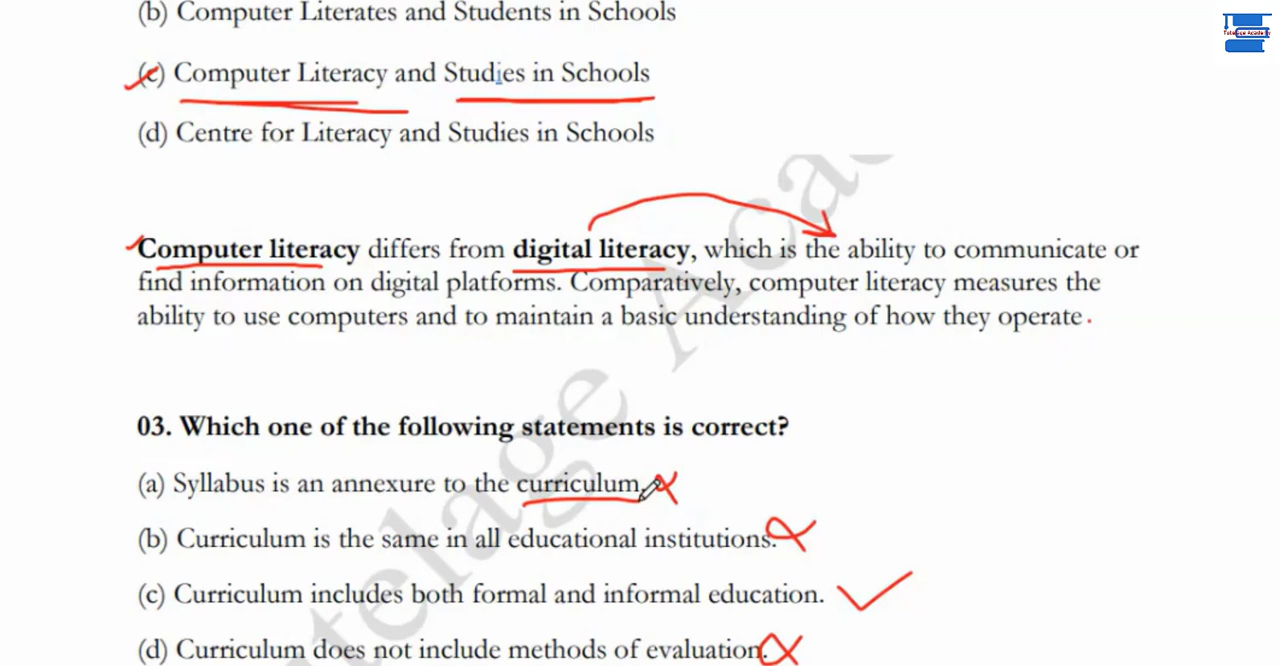 (b) Computer Literates and Students in Schools
Tutelage Academy
(c) Computer Literacy and Studies in Schools
(d) Centre for Literacy and Studies in Schools
Computer literacy differs from digital literacy, which is the ability to communicate or
find information on digital platforms. Comparatively, computer literacy measures the
ability to use computers and to maintain a basic understanding of how they operate.
03. Which one of the following statements is correct?
(a) Syllabus is an annexure to the curriculum.
(b) Curriculum is the same in all educational institutions.
(c) Curriculum includes both formal and informal education.
(d) Curriculum does not include methods of evaluation.